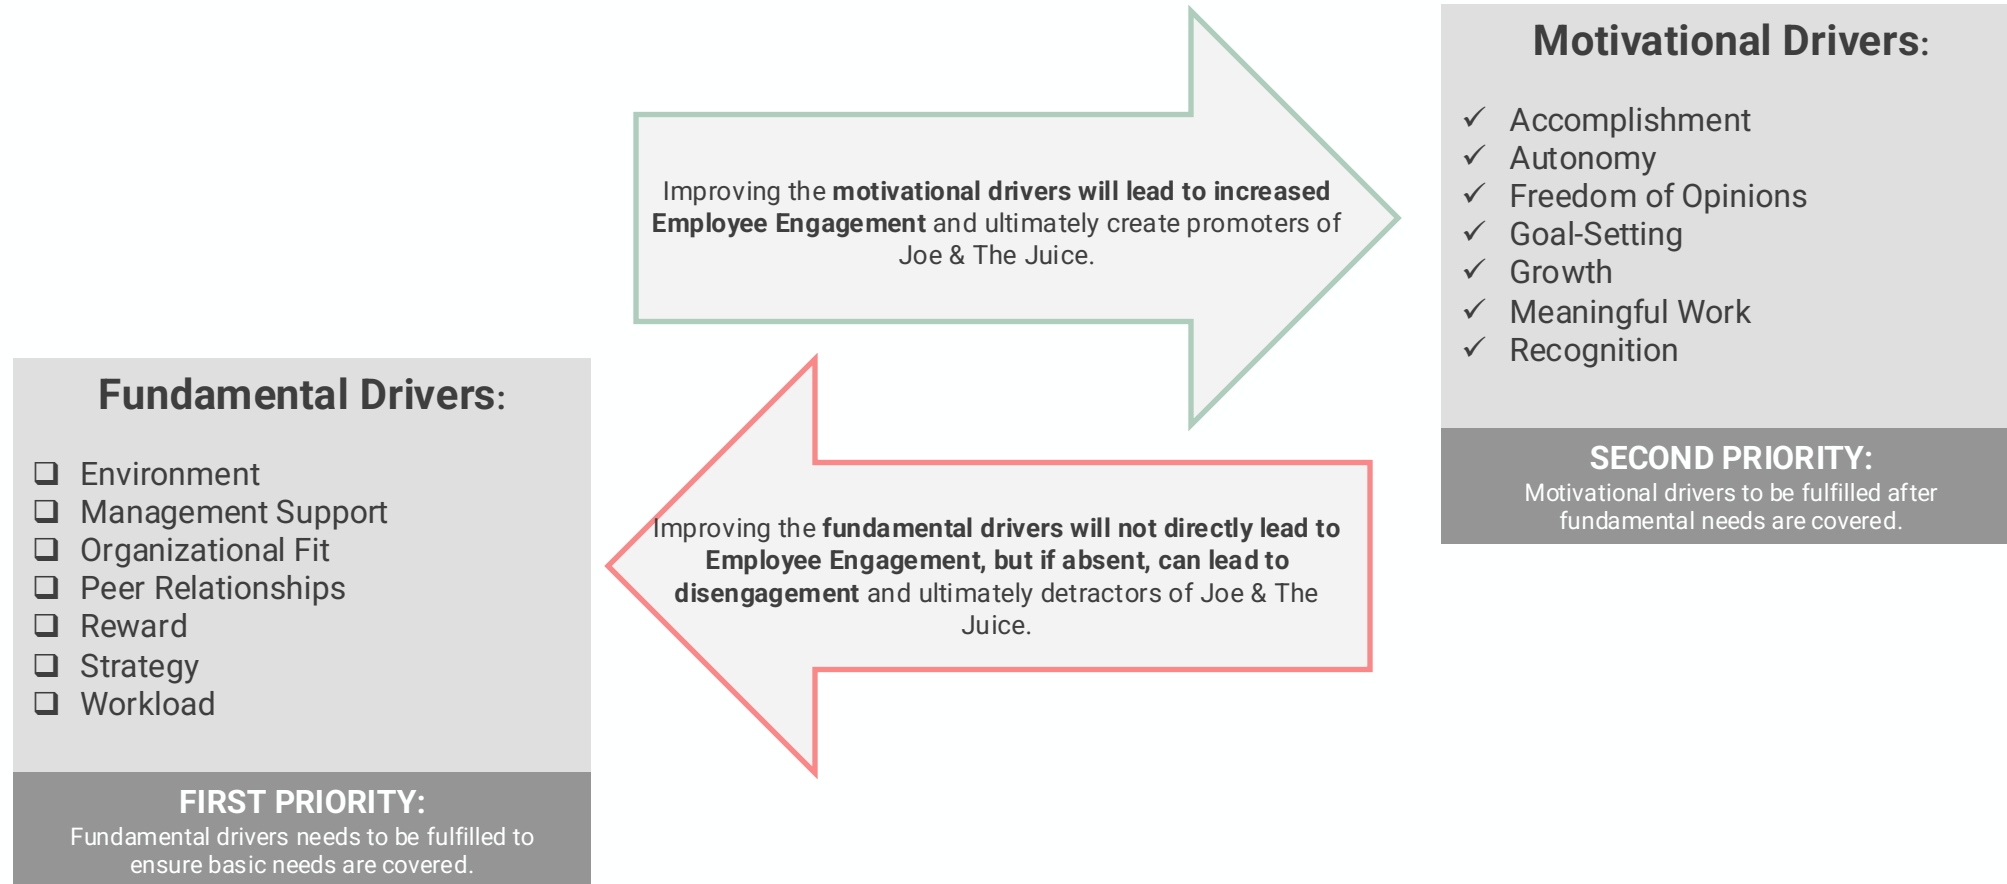 Motivational Drivers:
Accomplishment
Autonomy
Freedom of Opinions
Goal-Setting
Growth
Meaningful Work
Recognition
SECOND PRIORITY:
Motivational drivers to be fulfilled after
fundamental needs are covered.
Improving the motivational drivers will lead to increased
Employee Engagement and ultimately create promoters of
Joe & The Juice.
Fundamental Drivers:
Environment
Management Support
Organizational Fit
Peer Relationships
Reward
Strategy
Workload
FIRST PRIORITY:
Fundamental drivers needs to be fulfilled to
ensure basic needs are covered.
Improving the fundamental drivers will not directly lead to
Employee Engagement, but if absent, can lead to
disengagement and ultimately detractors of Joe & The
Juice.